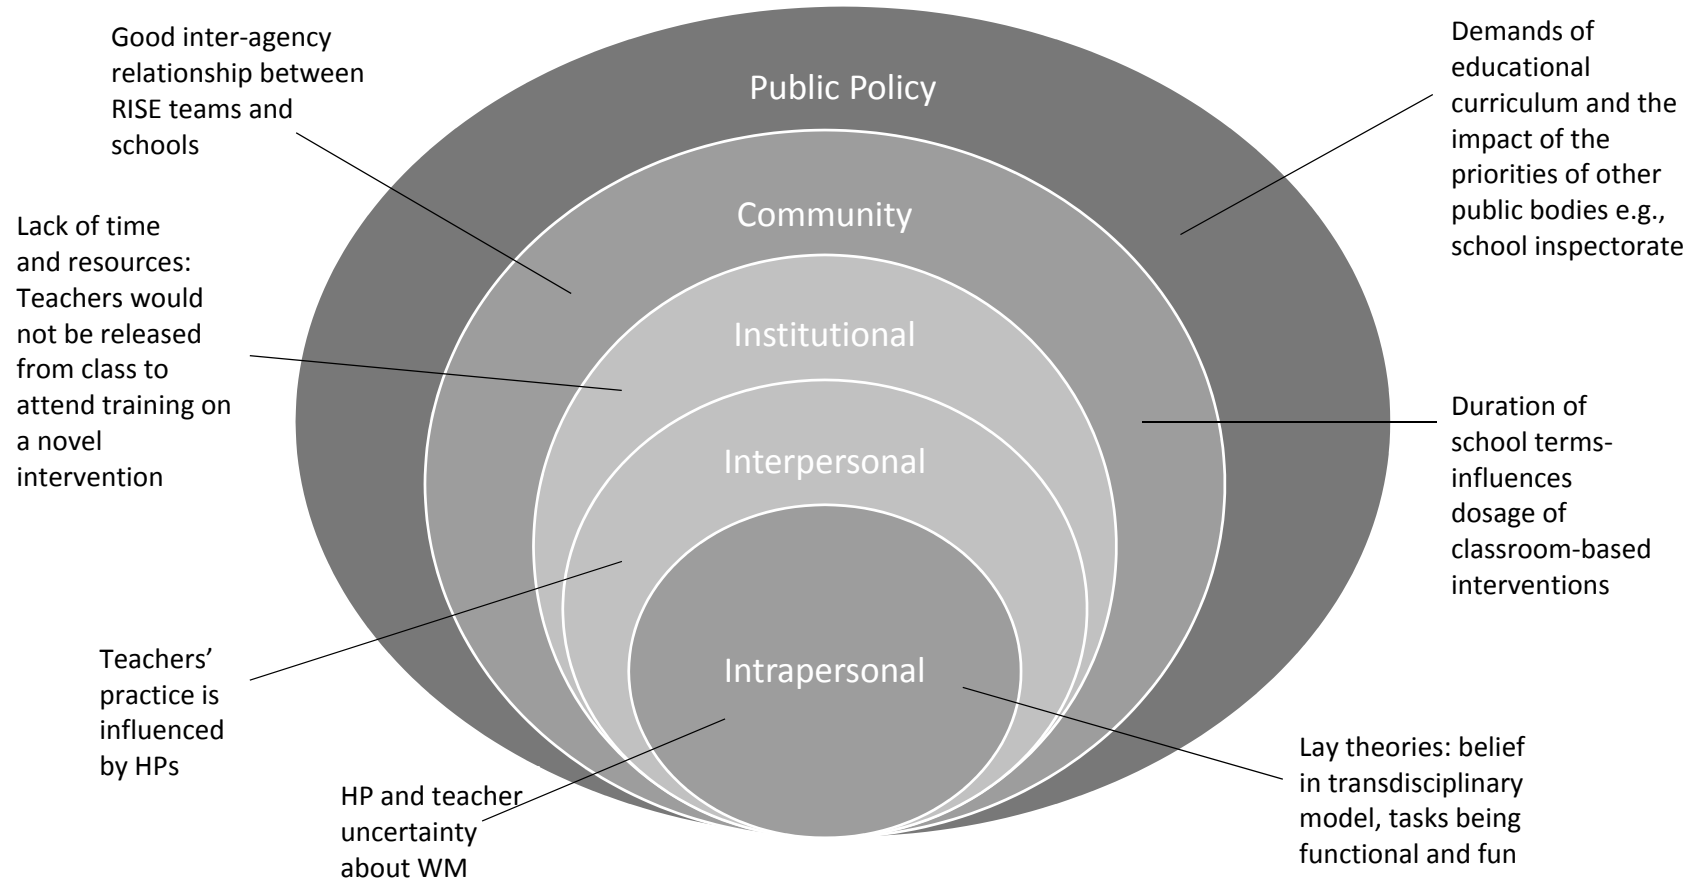 Good inter-agency
relationship between
RISE teams and
schools
Lack of time
and resources:
Teachers would
not be released
from class to
attend training on
a novel
intervention
Teachers’
practice is
influenced
by HPs
HP and teacher
uncertainty
about WM
Public Policy
Community
Institutional
Interpersonal
Intrapersonal
Demands of
educational
curriculum and the
impact of the
priorities of other
public bodies e.g.,
school inspectorate
Duration of
school terms-
influences
dosage of
classroom-based
interventions
Lay theories: belief
in transdisciplinary
model, tasks being
functional and fun